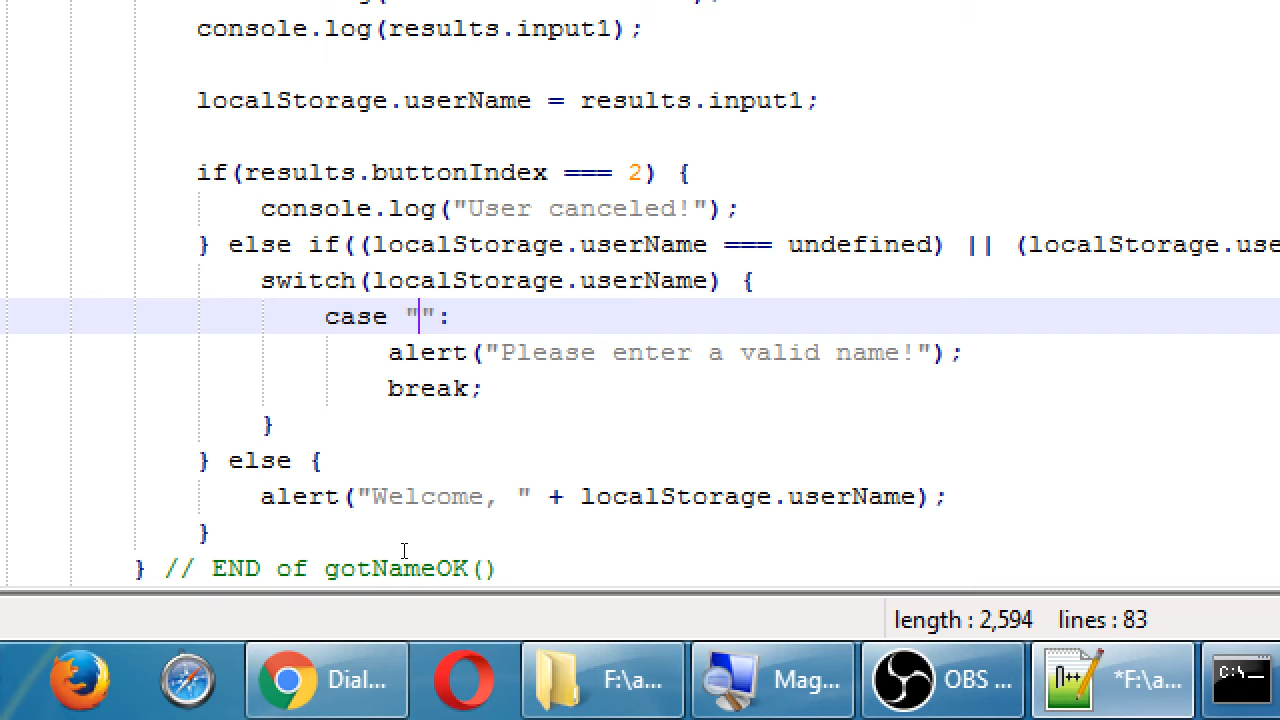 console.log(results.input1);
localStorage.userName = results.input1;
if(results.buttonIndex === 2) {
console.log("User canceled!");
} else if((localStorage.userName === undefined) || (localStorage.use
switch(localStorage.userName) {
case "":
alert("Please enter a valid name!");
break;
}
} else {
alert("Welcome, " + localStorage.userName);
}
} // END of gotNameOK()
length : 2,594 lines : 83
Dial... F:\a... Mag... OBS ... *F:\a... C:\